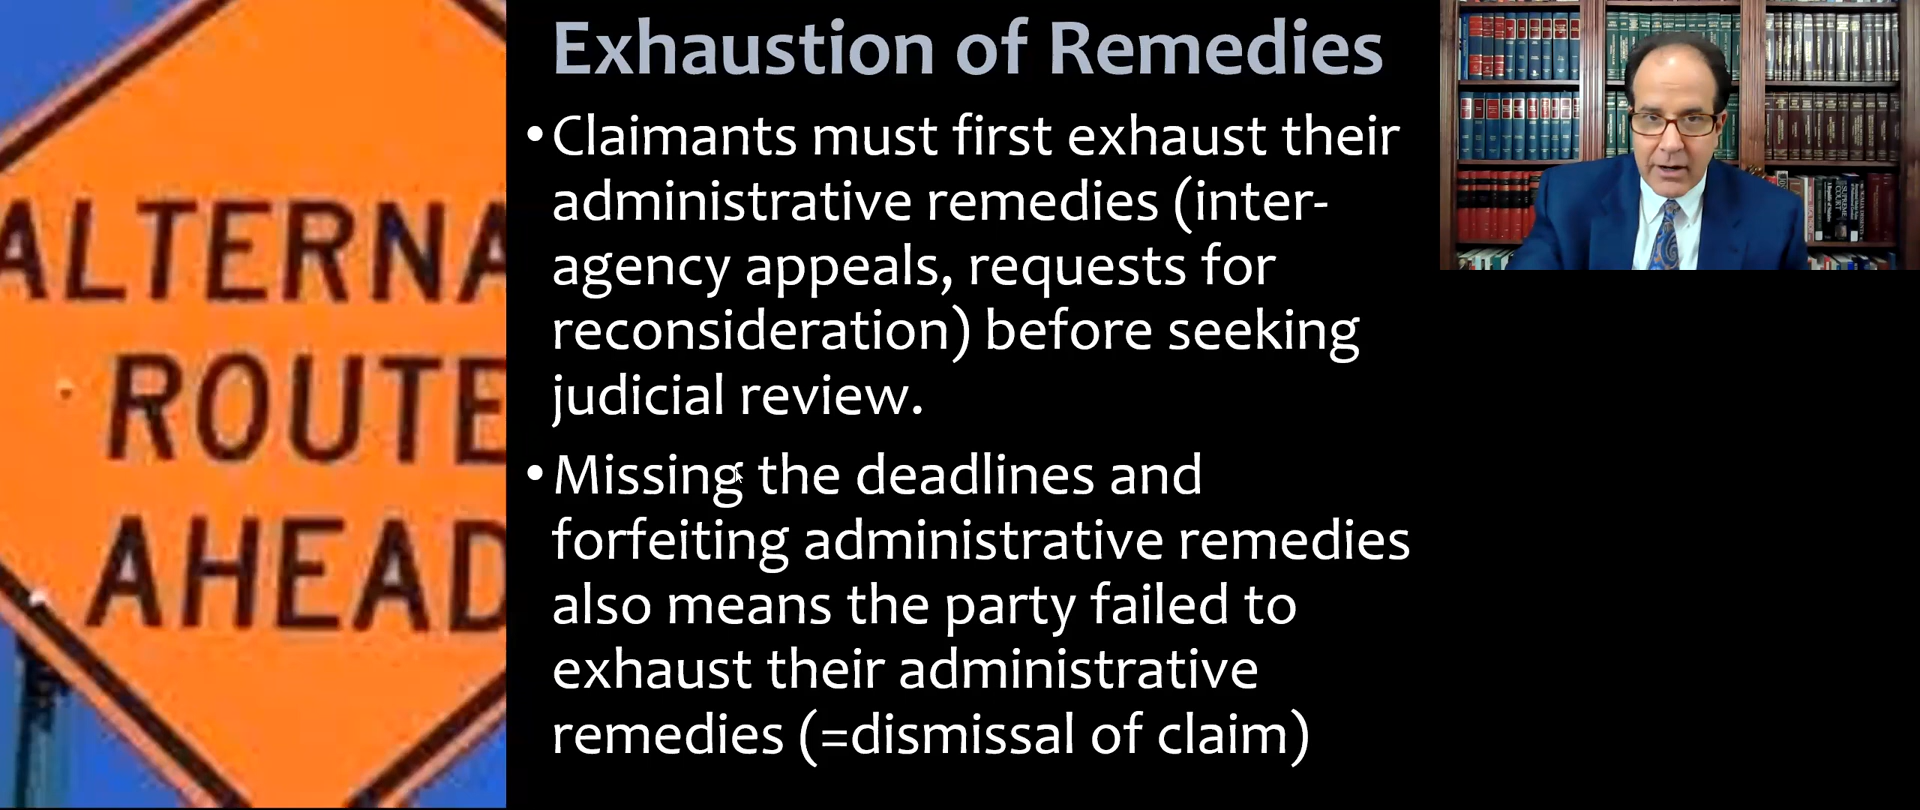 ALTERNA
ROUTE
AHEAD
Exhaustion of Remedies
•Claimants must first exhaust their
administrative remedies (inter-
agency appeals, requests for
reconsideration) before seeking
judicial review.
•Missing the deadlines and
forfeiting administrative remedies
also means the party failed to
exhaust their administrative
remedies (=dismissal of claim)
SUPREME
COURT